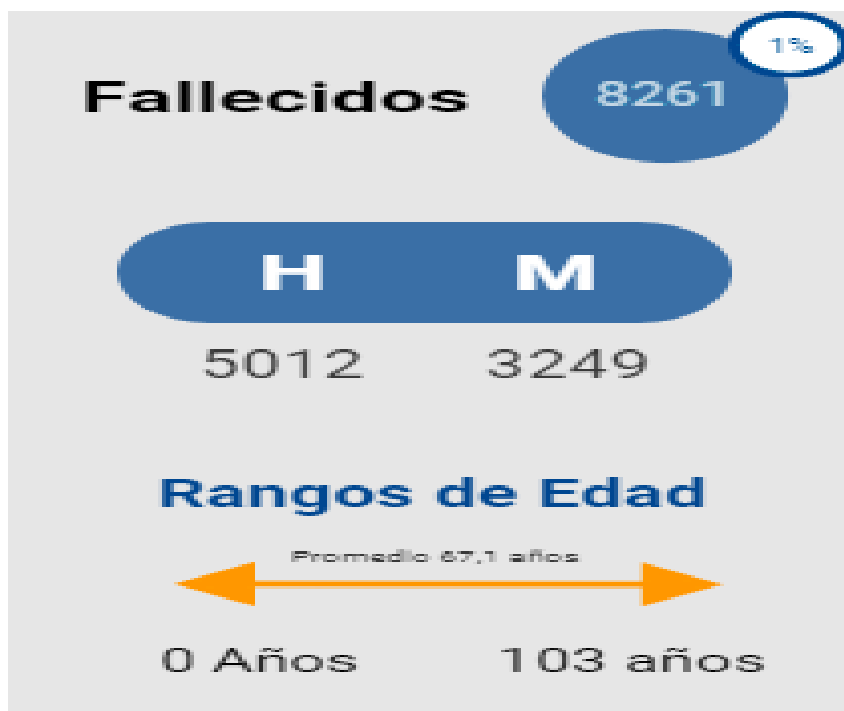 1%
Fallecidos 8261
H M
5012 3249
Rangos de Edad
Promedio 67,1 años
0 Años 103 años